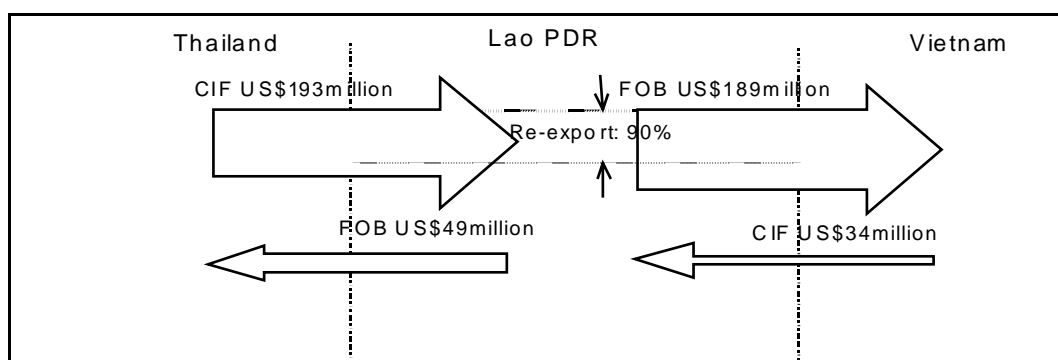 Thailand
Lao PDR
Vietnam
CIF US$193million
FOB US$189million
Re-export: 90%
FOB US$49million
CIF US$34million